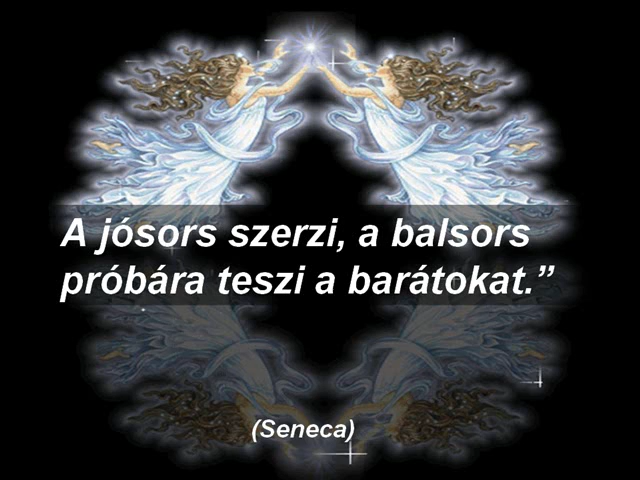 A jósors szerzi, a balsors
próbára teszi a barátokat.”
(Seneca)